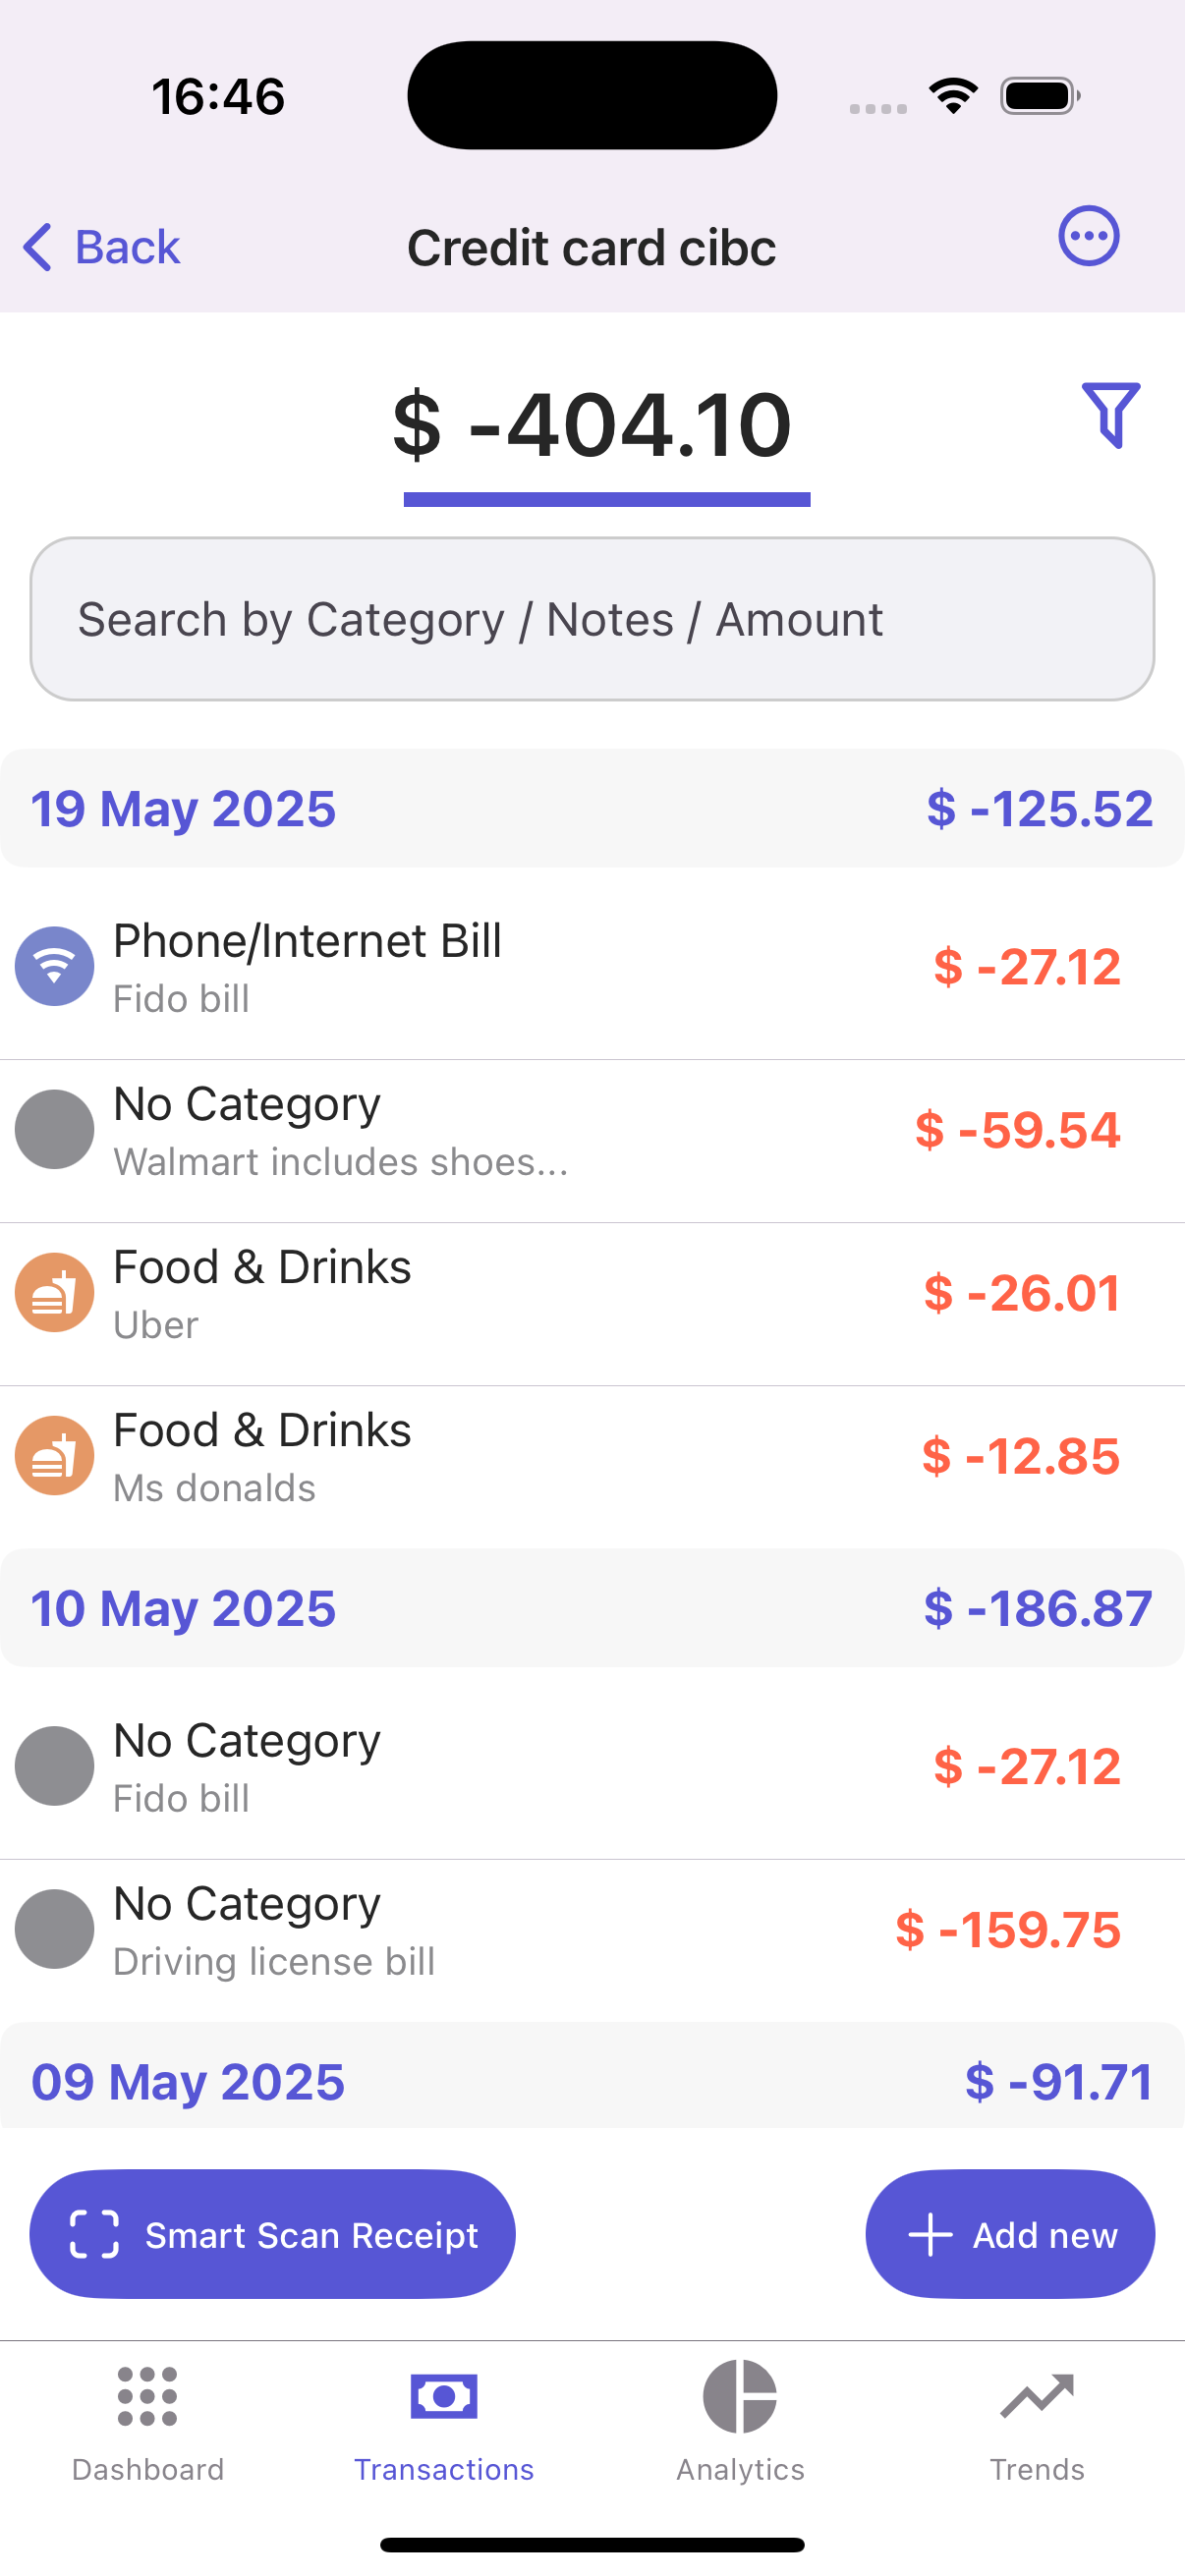 16:46
Back
Credit card cibc
$ -404.10
Search by Category / Notes / Amount
19 May 2025 $ -125.52
Phone/Internet Bill
Fido bill
$ -27.12
No Category
Walmart includes shoes...
$ -59.54
Food & Drinks
Uber
$ -26.01
Food & Drinks
Ms donalds
$ -12.85
10 May 2025 $ -186.87
No Category
Fido bill
$ -27.12
No Category
Driving license bill
$ -159.75
09 May 2025 $ -91.71
Smart Scan Receipt
Add new
Dashboard
Transactions
Analytics
Trends